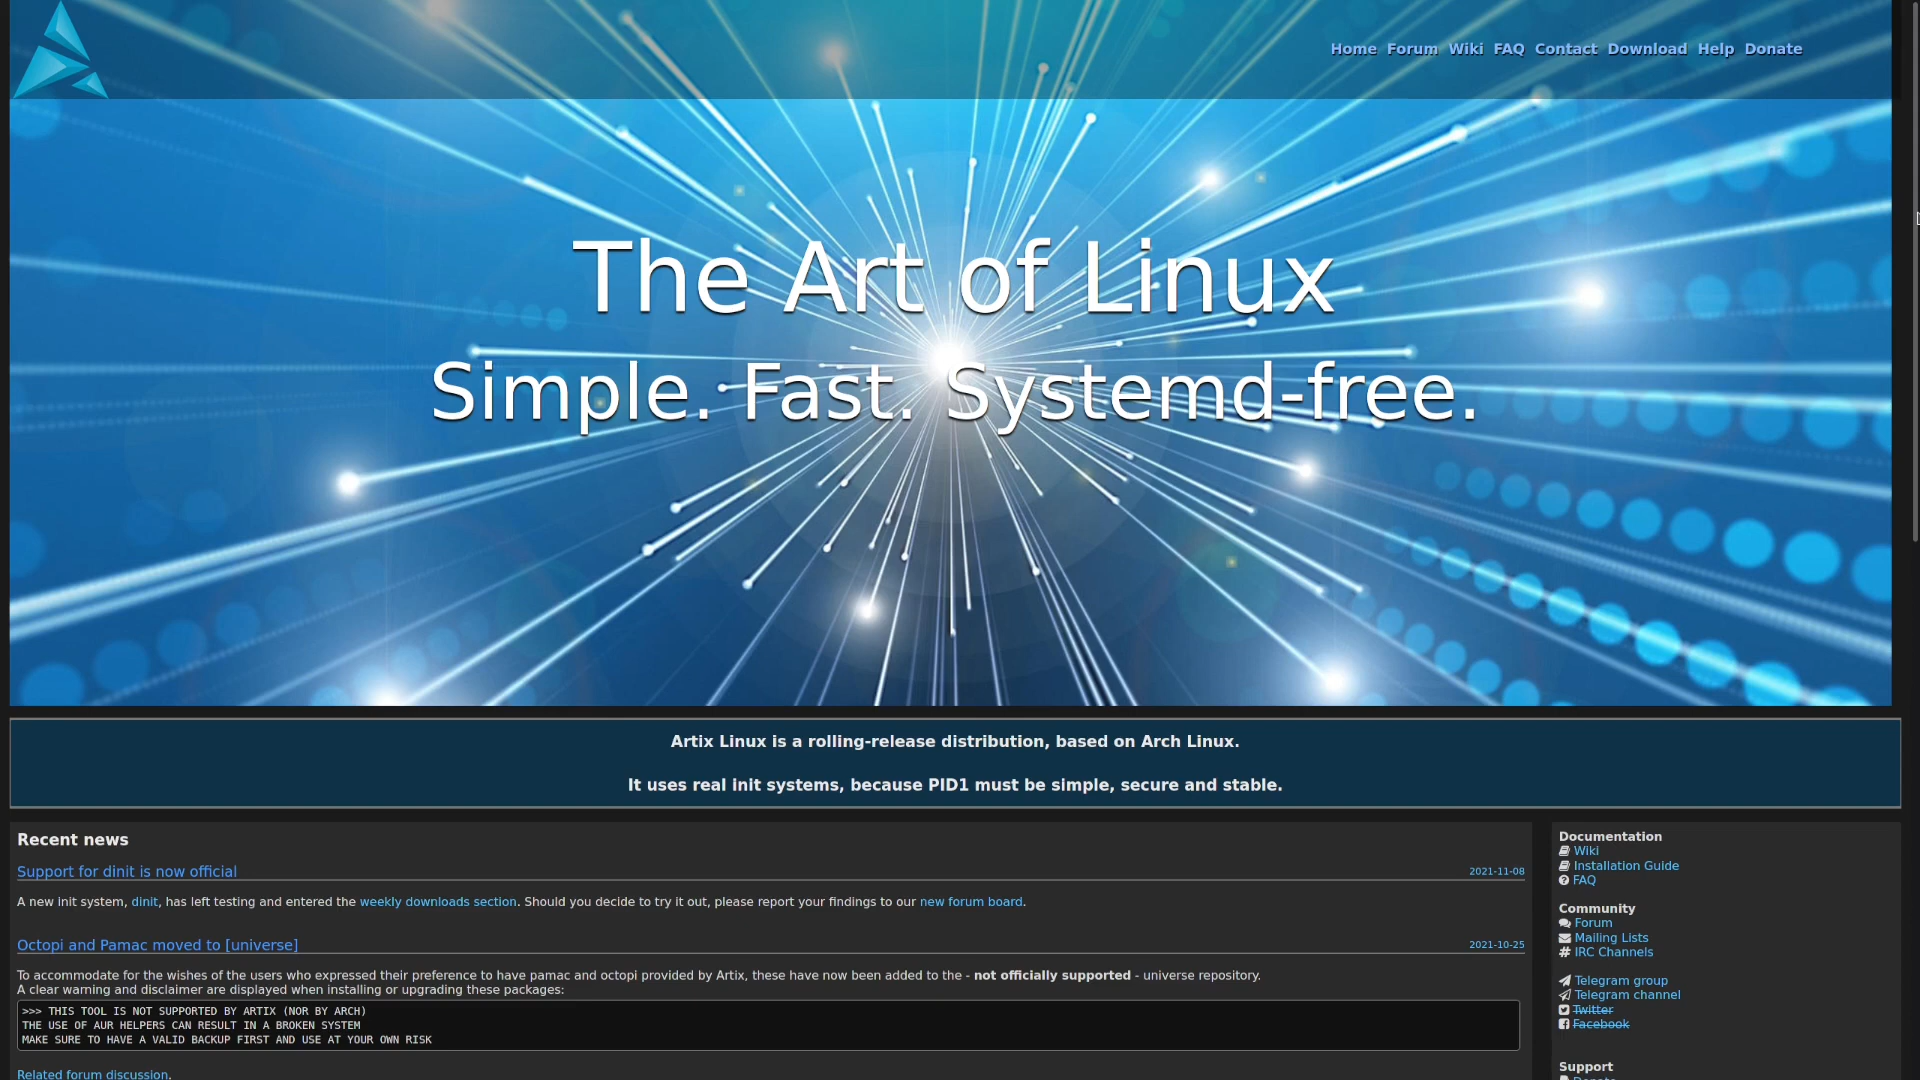 Home Forum Wiki FAQ Contact Download Help Donate
The Art of Linux
Simple. Fast. Systemd-free.
Artix Linux is a rolling-release distribution, based on Arch Linux.
It uses real init systems, because PID1 must be simple, secure and stable.
Recent news
Support for dinit is now official 2021-11-08
A new init system, dinit, has left testing and entered the weekly downloads section. Should you decide to try it out, please report your findings to our new forum board.
Octopi and Pamac moved to [universe] 2021-10-25
To accommodate for the wishes of the users who expressed their preference to have pamac and octopi provided by Artix, these have now been added to the - not officially supported - universe repository.
A clear warning and disclaimer are displayed when installing or upgrading these packages:
>>> THIS TOOL IS NOT SUPPORTED BY ARTIX (NOR BY ARCH)
THE USE OF AUR HELPERS CAN RESULT IN A BROKEN SYSTEM
MAKE SURE TO HAVE A VALID BACKUP FIRST AND USE AT YOUR OWN RISK
Related forum discussion.
Documentation
Wiki
Installation Guide
FAQ
Community
Forum
Mailing Lists
IRC Channels
Telegram group
Telegram channel
Twitter
Facebook
Support